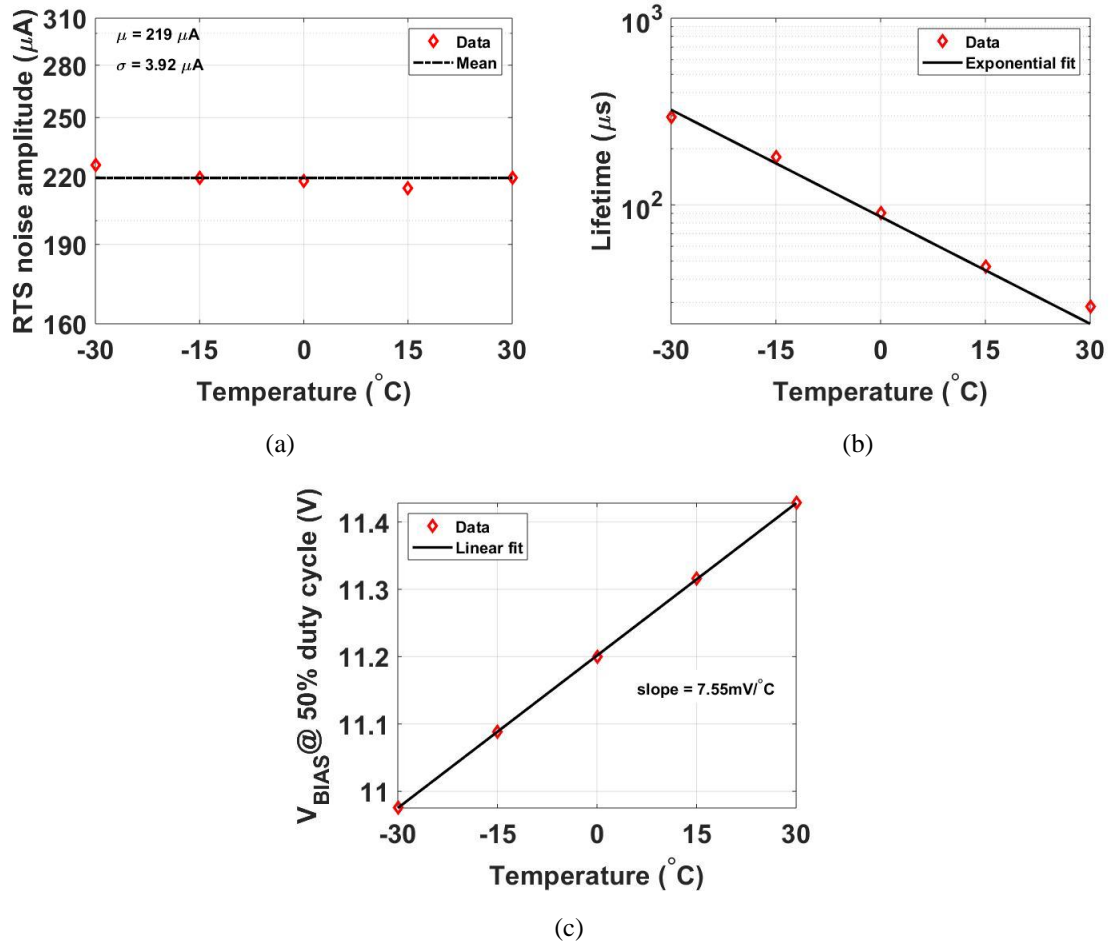 310
280
250
220
190
160
RTS noise amplitude (μA)
μ = 219 μA
σ = 3.92 μA
Data
Mean
-30 -15 0 15 30
Temperature (°C)
(a)
10³
10²
Lifetime (μs)
Data
Exponential fit
-30 -15 0 15 30
Temperature (°C)
(b)
11.4
11.3
11.2
11.1
11
V_BIAS@ 50% duty cycle (V)
Data
Linear fit
slope = 7.55mV/°C
-30 -15 0 15 30
Temperature (°C)
(c)